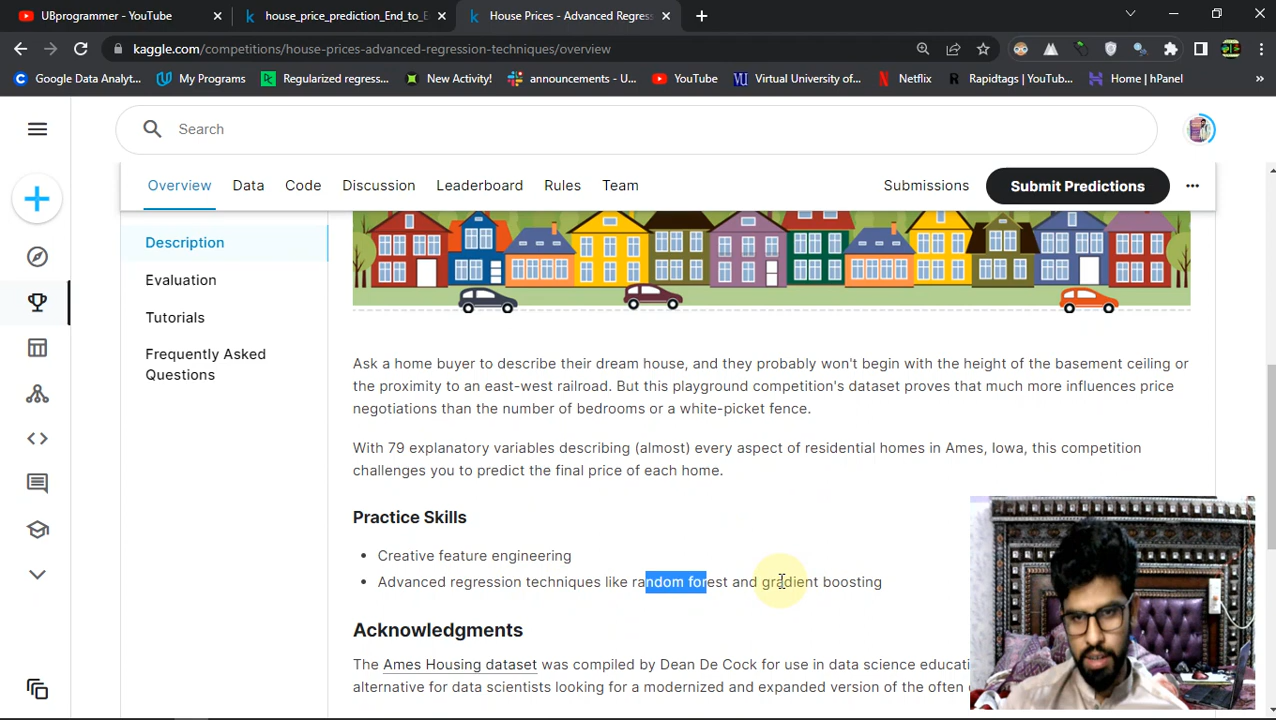 UBprogrammer - YouTube
house_price_prediction_End_to_E
House Prices - Advanced Regress
kaggle.com/competitions/house-prices-advanced-regression-techniques/overview
Google Data Analyt...
My Programs
Regularized regress...
New Activity!
announcements - U...
YouTube
Virtual University of...
Netflix
Rapidtags | YouTub...
Home | hPanel
Search
Overview
Data
Code
Discussion
Leaderboard
Rules
Team
Submissions
Submit Predictions
Description
Evaluation
Tutorials
Frequently Asked
Questions
Ask a home buyer to describe their dream house, and they probably won't begin with the height of the basement ceiling or
the proximity to an east-west railroad. But this playground competition's dataset proves that much more influences price
negotiations than the number of bedrooms or a white-picket fence.
With 79 explanatory variables describing (almost) every aspect of residential homes in Ames, Iowa, this competition
challenges you to predict the final price of each home.
Practice Skills
• Creative feature engineering
• Advanced regression techniques like random forest and gradient boosting
Acknowledgments
The Ames Housing dataset was compiled by Dean De Cock for use in data science educati
alternative for data scientists looking for a modernized and expanded version of the often